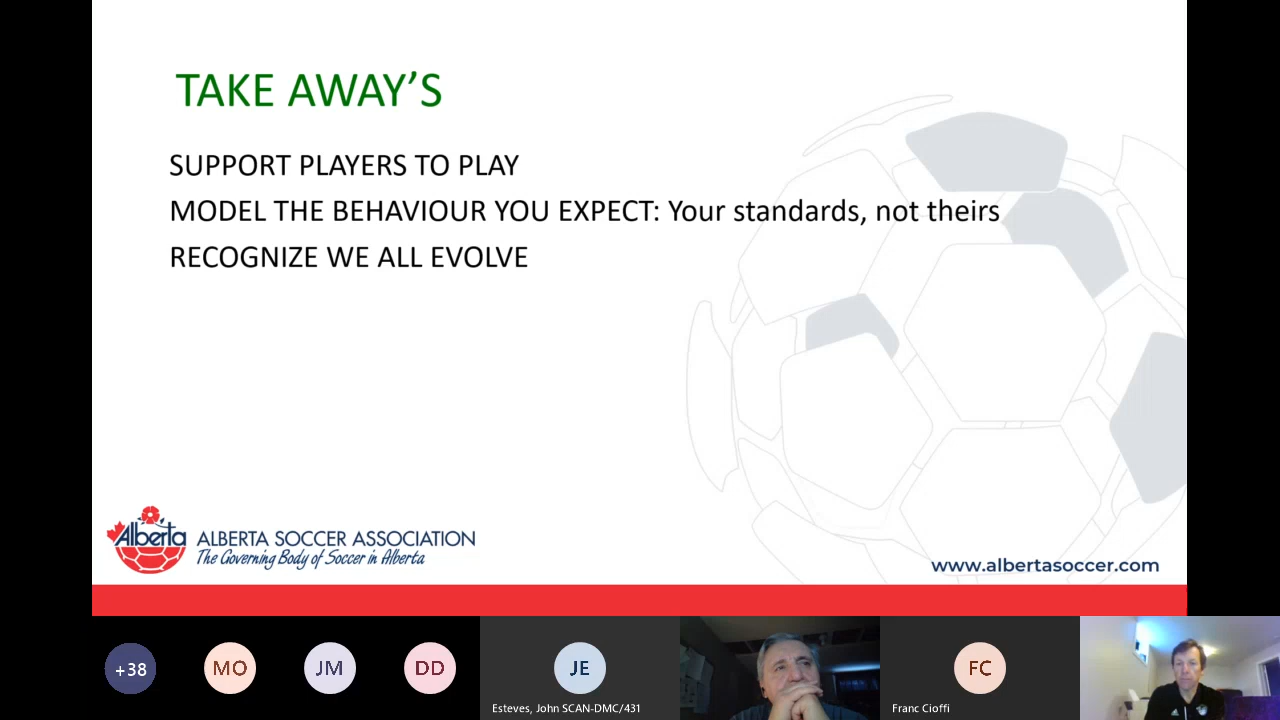 TAKE AWAY’S
SUPPORT PLAYERS TO PLAY
MODEL THE BEHAVIOUR YOU EXPECT: Your standards, not theirs
RECOGNIZE WE ALL EVOLVE
Alberta
ALBERTA SOCCER ASSOCIATION
The Governing Body of Soccer in Alberta
www.albertasoccer.com
+38
MO
JM
DD
JE
FC
Esteves, John SCAN-DMC/431
Franc Cioffi